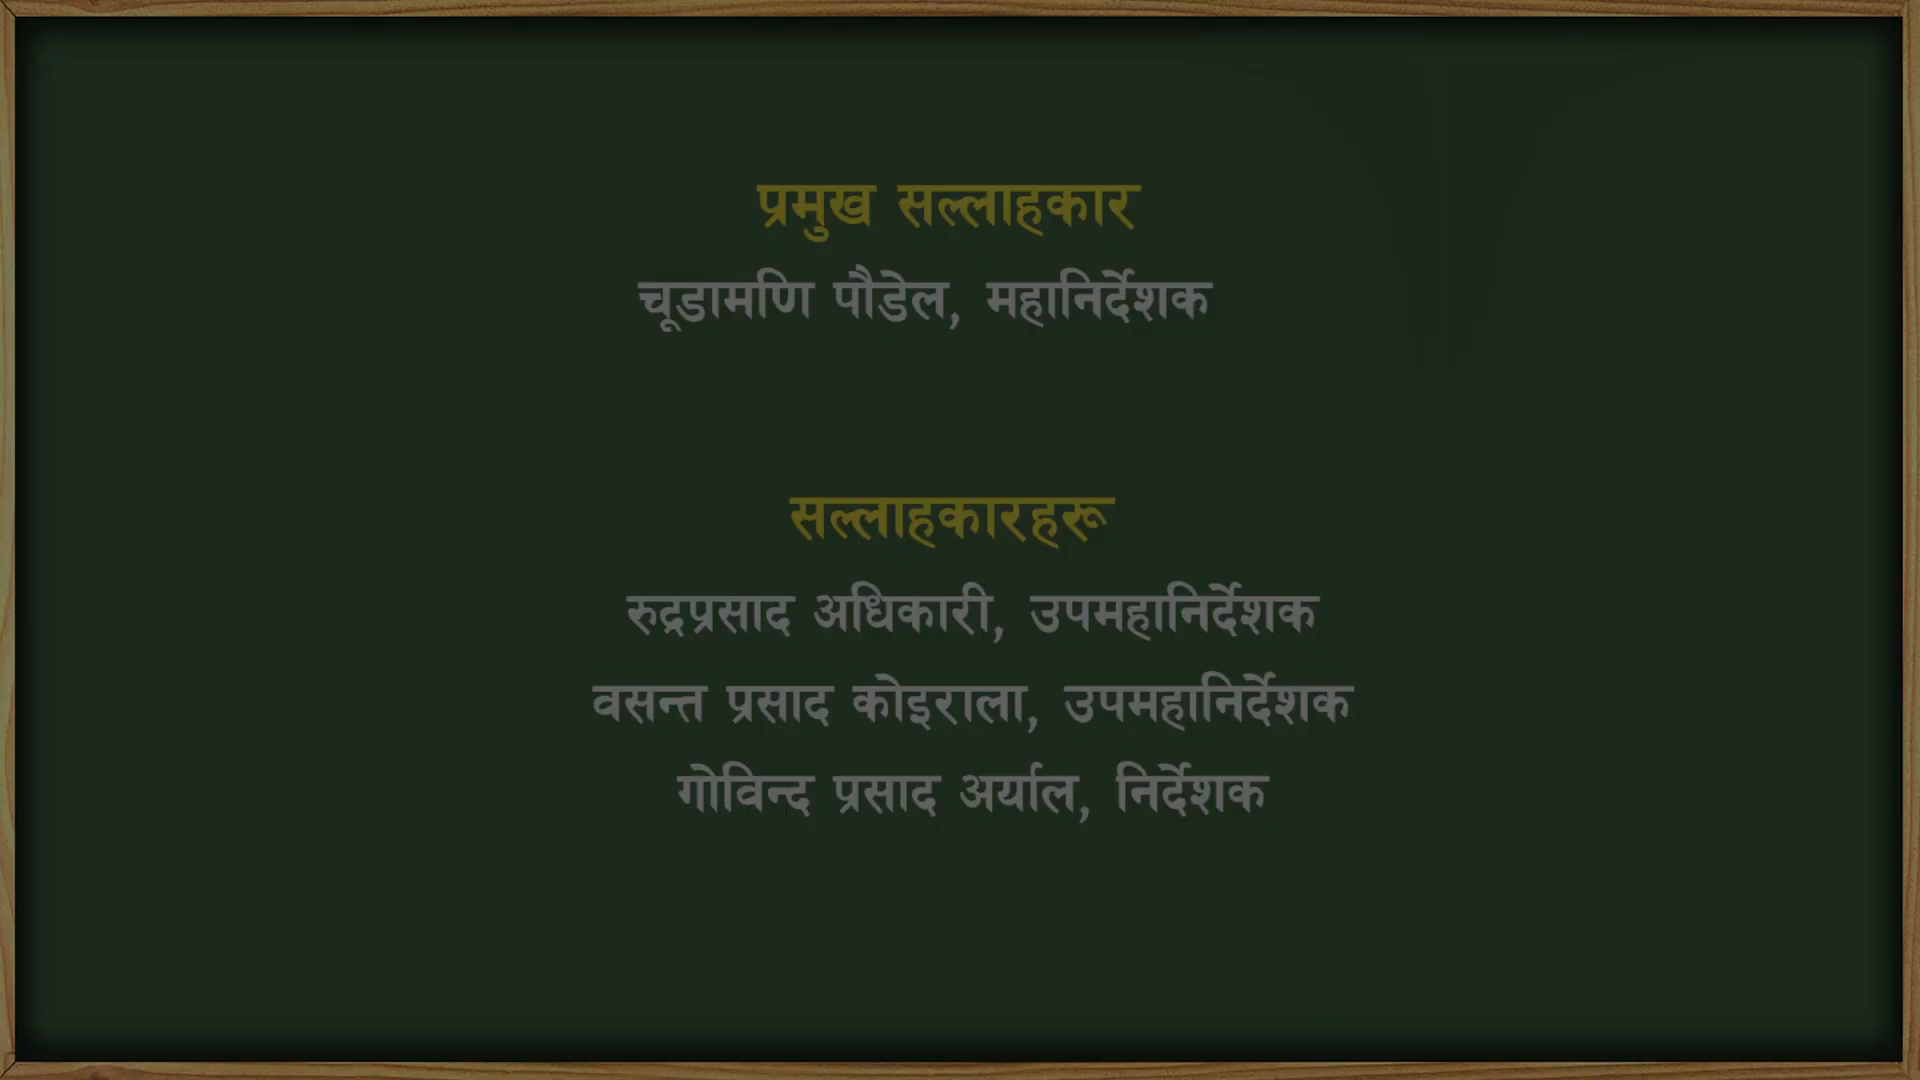 प्रमुख सल्लाहकार
चूडामणि पौडेल, महानिर्देशक
सल्लाहकारहरू
रुद्रप्रसाद अधिकारी, उपमहानिर्देशक
वसन्त प्रसाद कोइराला, उपमहानिर्देशक
गोविन्द प्रसाद अर्याल, निर्देशक